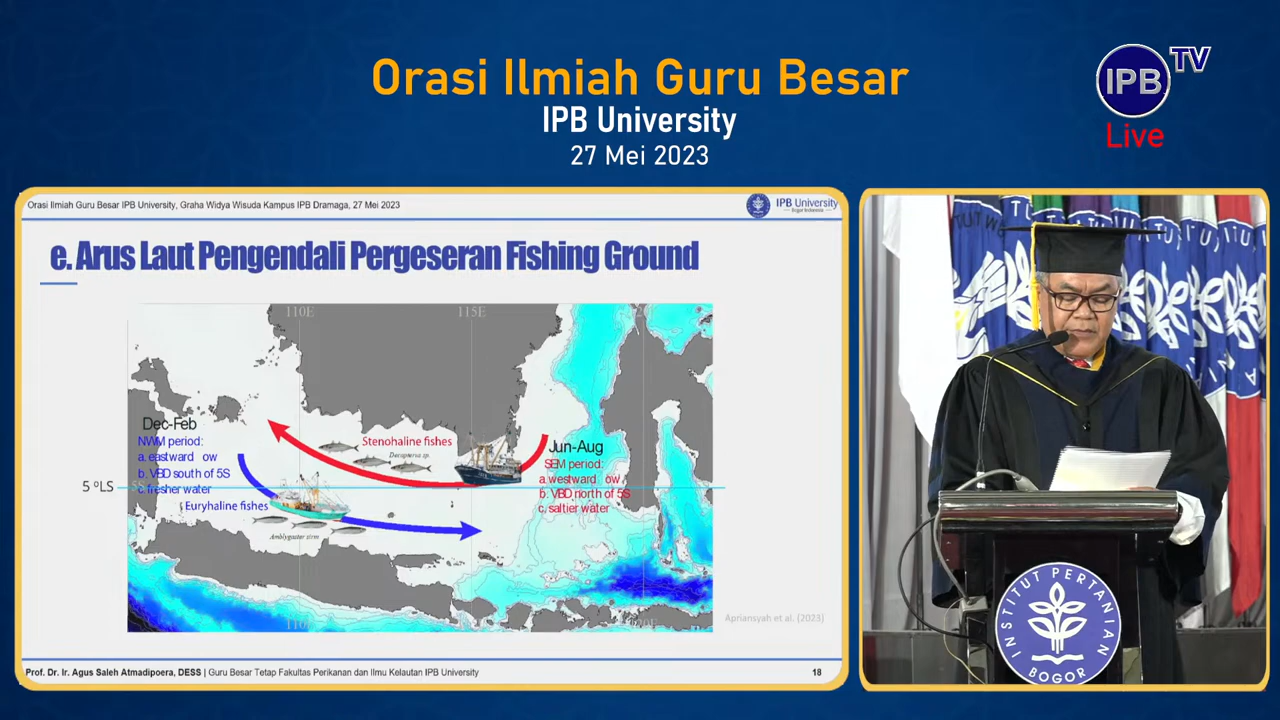 Orasi Ilmiah Guru Besar
IPB University
27 Mei 2023
IPB TV
Live
Orasi Ilmiah Guru Besar IPB University, Graha Widya Wisuda Kampus IPB Dramaga, 27 Mei 2023
IPB University
Bogor Indonesia
e. Arus Laut Pengendali Pergeseran Fishing Ground
110E
115E
Dec-Feb
NWM period:
a. eastward ow
b. VBD south of 5S
c. fresher water
Euryhaline fishes
Amblygaster sirm
Stenohaline fishes
Decapterus sp.
Jun-Aug
SEM period:
a. westward ow
b. VBD north of 5S
c. saltier water
5 ºLS
Apriansyah et al. (2023)
Prof. Dr. Ir. Agus Saleh Atmadipoera, DESS | Guru Besar Tetap Fakultas Perikanan dan Ilmu Kelautan IPB University
18
INSTITUT PERTANIAN
BOGOR